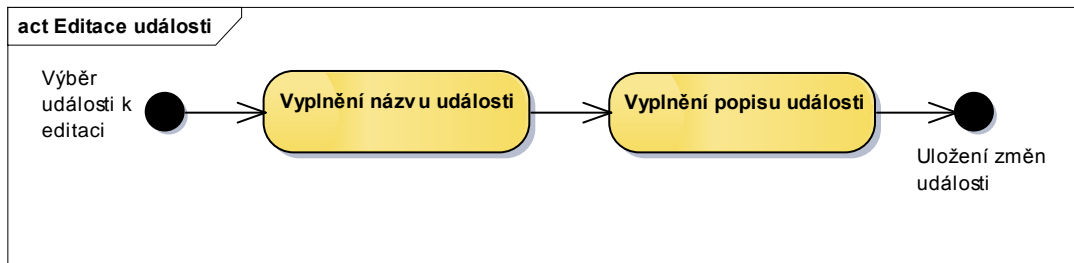 act Editace události
Výběr
události k
editaci
Vyplnění názvu události
Vyplnění popisu události
Uložení změn
události